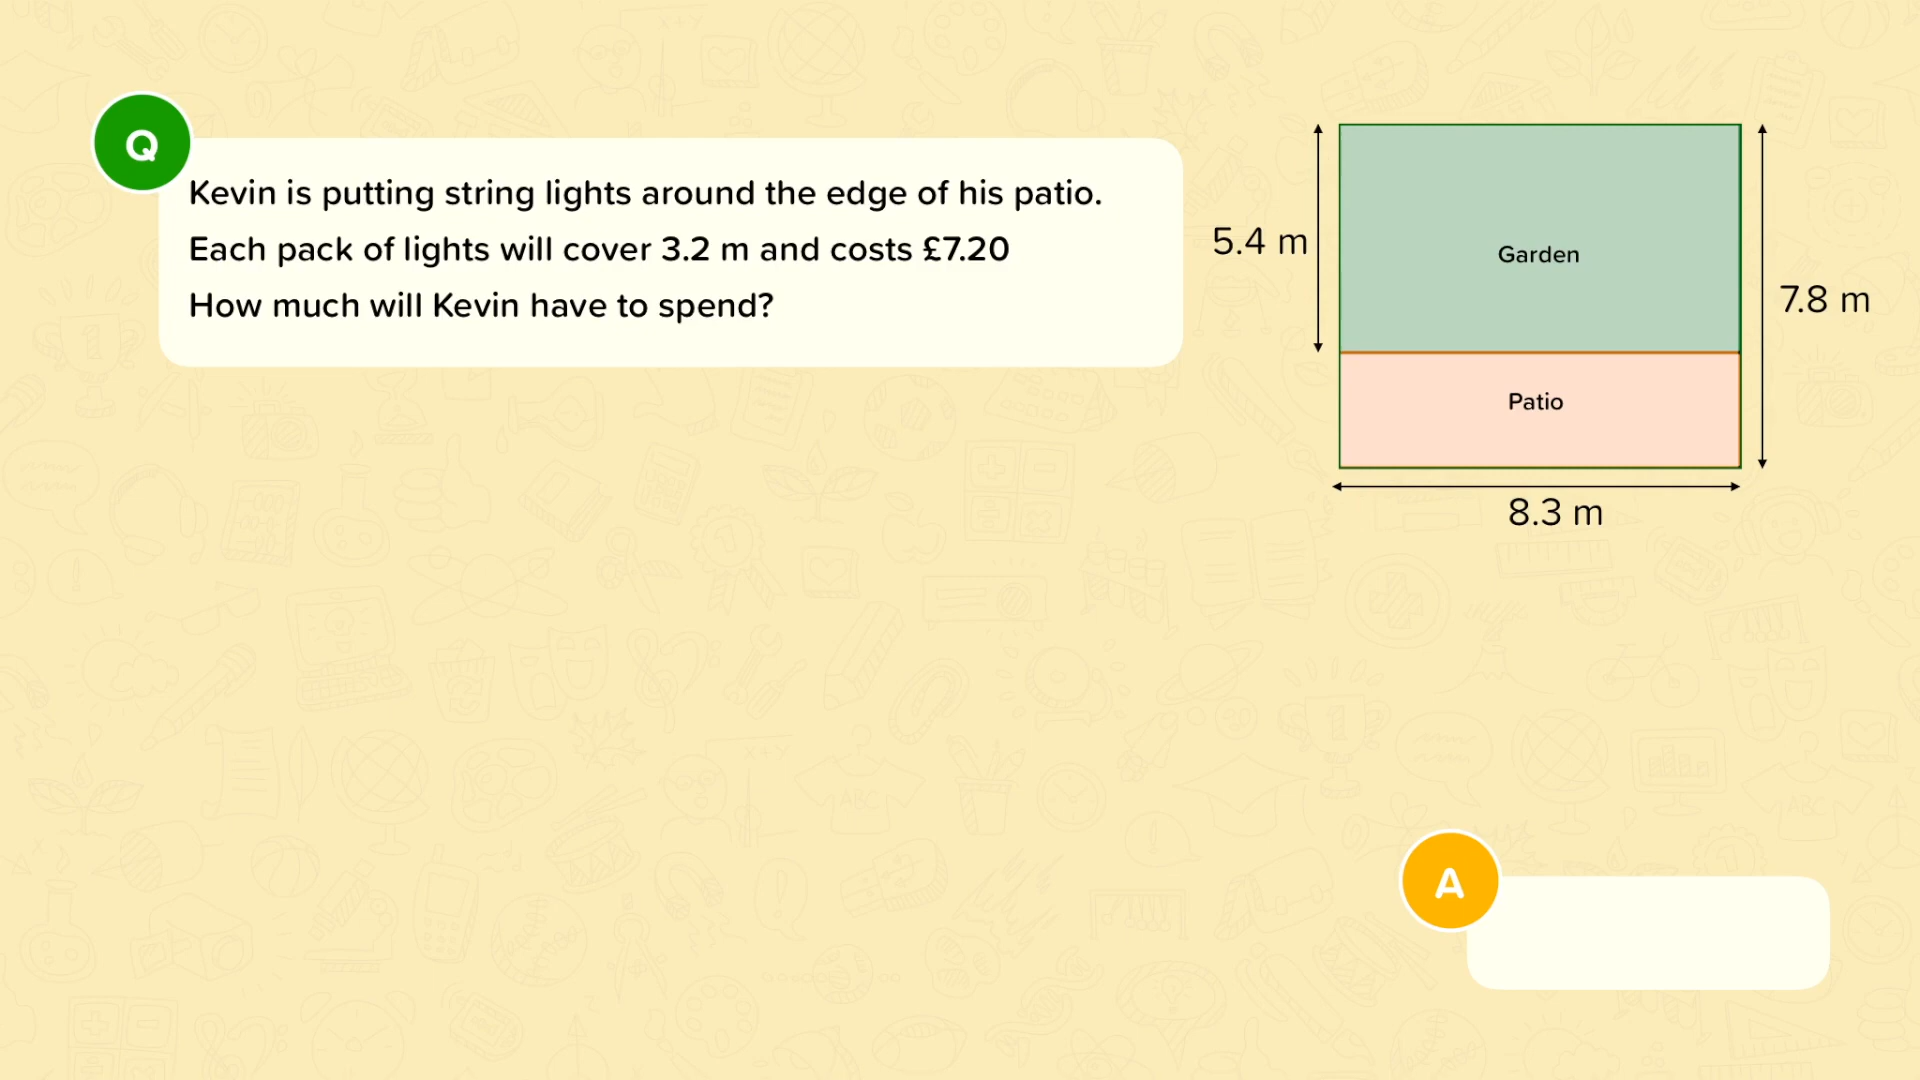 Q
Kevin is putting string lights around the edge of his patio.
Each pack of lights will cover 3.2 m and costs £7.20
How much will Kevin have to spend?
5.4 m
Garden
7.8 m
Patio
8.3 m
A